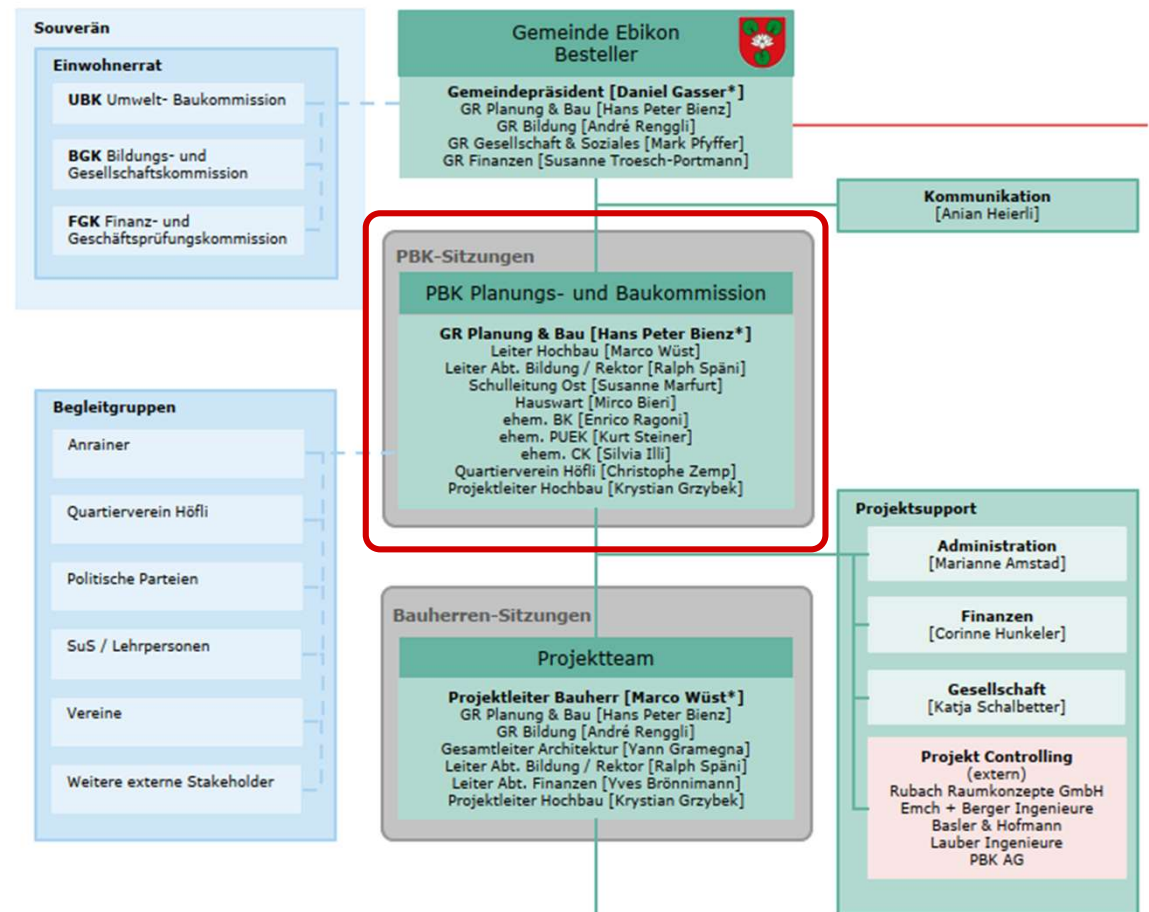 Souverän
Einwohnerrat
UBK Umwelt- Baukommission
BGK Bildungs- und
Gesellschaftskommission
FGK Finanz- und
Geschäftsprüfungskommission
Gemeinde Ebikon
Besteller
Gemeindepräsident [Daniel Gasser*]
GR Planung & Bau [Hans Peter Bienz]
GR Bildung [André Renggli]
GR Gesellschaft & Soziales [Mark Pfyffer]
GR Finanzen [Susanne Troesch-Portmann]
Kommunikation
[Anian Heierli]
PBK-Sitzungen
PBK Planungs- und Baukommission
GR Planung & Bau [Hans Peter Bienz*]
Leiter Hochbau [Marco Wüst]
Leiter Abt. Bildung / Rektor [Ralph Späni]
Schulleitung Ost [Susanne Marfurt]
Hauswart [Mirco Bieri]
ehem. BK [Enrico Ragoni]
ehem. PUEK [Kurt Steiner]
ehem. CK [Silvia Illi]
Quartierverein Höfli [Christophe Zemp]
Projektleiter Hochbau [Krystian Grzybek]
Begleitgruppen
Anrainer
Quartierverein Höfli
Politische Parteien
SuS / Lehrpersonen
Vereine
Weitere externe Stakeholder
Bauherren-Sitzungen
Projektteam
Projektleiter Bauherr [Marco Wüst*]
GR Planung & Bau [Hans Peter Bienz]
GR Bildung [André Renggli]
Gesamtleiter Architektur [Yann Gramegna]
Leiter Abt. Bildung / Rektor [Ralph Späni]
Leiter Abt. Finanzen [Yves Brönnimann]
Projektleiter Hochbau [Krystian Grzybek]
Projektsupport
Administration
[Marianne Amstad]
Finanzen
[Corinne Hunkeler]
Gesellschaft
[Katja Schalbetter]
Projekt Controlling
(extern)
Rubach Raumkonzepte GmbH
Emch + Berger Ingenieure
Basler & Hofmann
Lauber Ingenieure
PBK AG